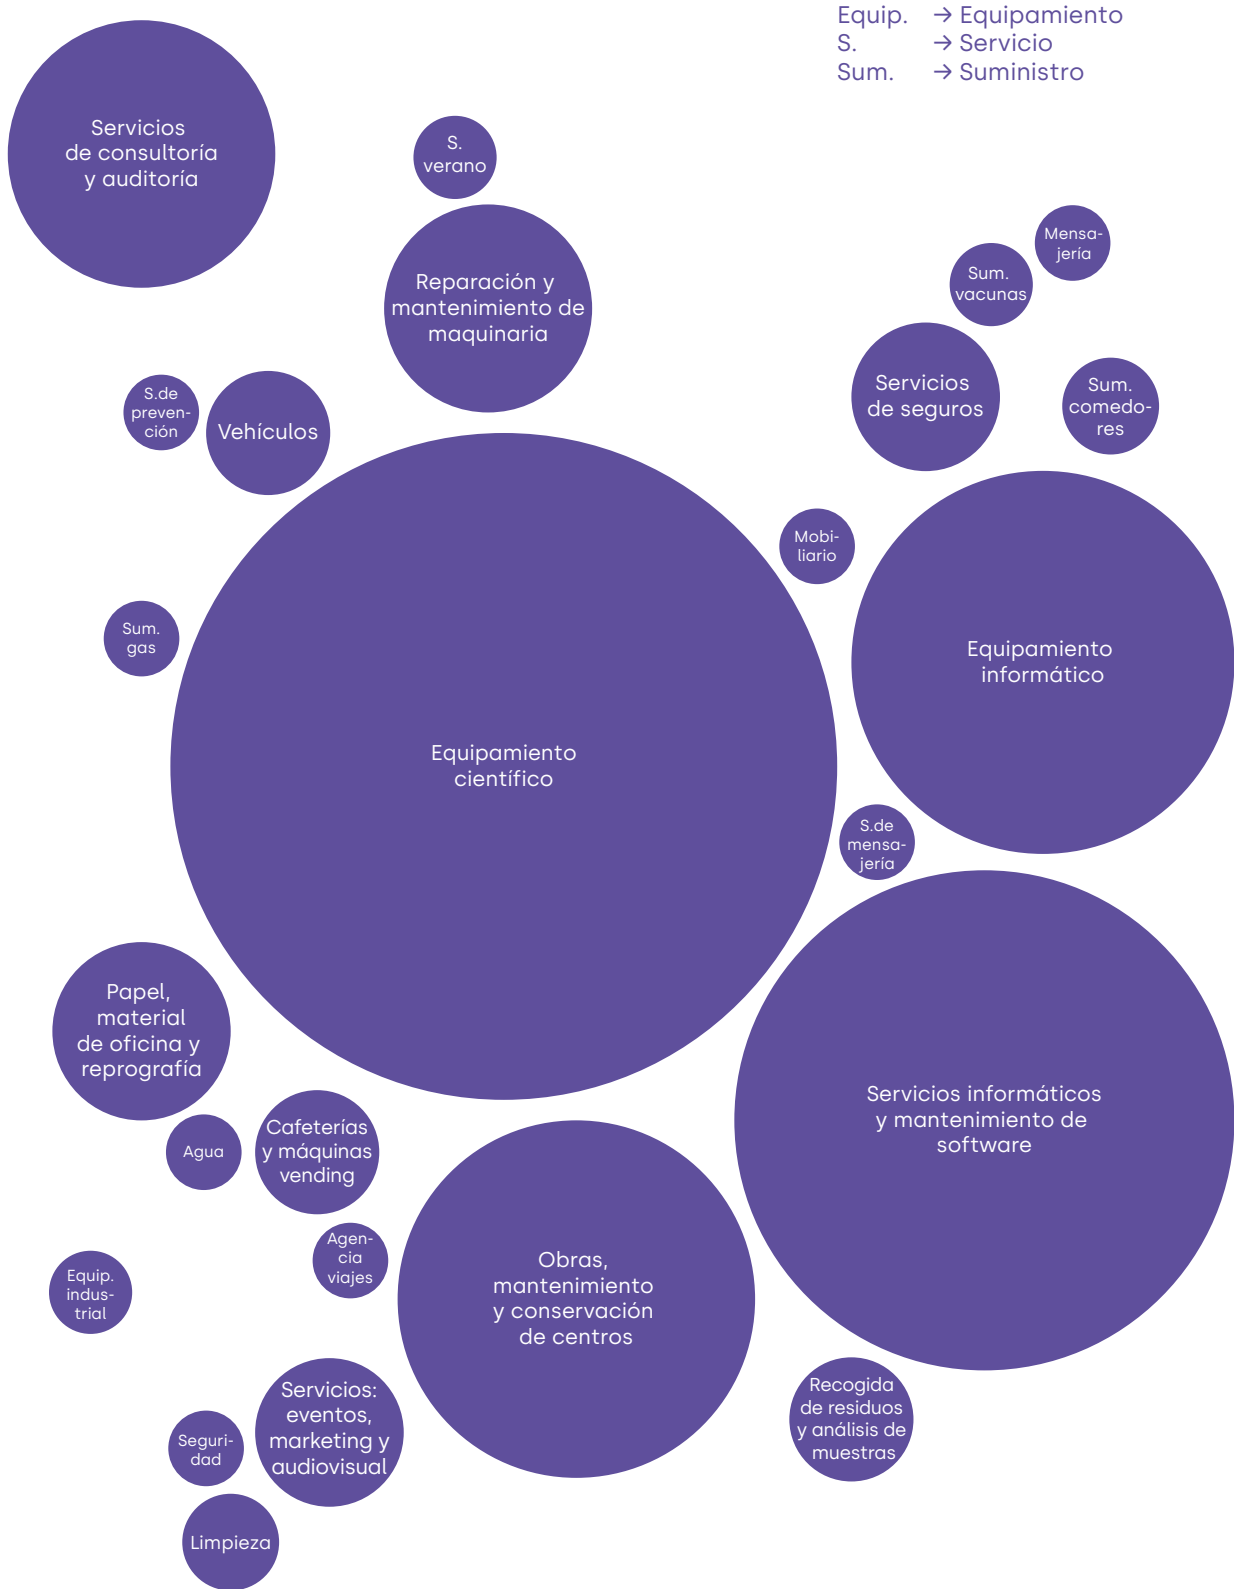 Equip. → Equipamiento
S. → Servicio
Sum. → Suministro
Servicios
de consultoría
y auditoría
S.
verano
Reparación y
mantenimiento de
maquinaria
Mensa-
jería
Sum.
vacunas
Servicios
de seguros
Sum.
comedo-
res
S.de
preven-
ción
Vehículos
Mobi-
liario
Sum.
gas
Equipamiento
informático
Equipamiento
científico
S.de
mensa-
jería
Papel,
material
de oficina y
reprografía
Servicios informáticos
y mantenimiento de
software
Agua
Cafeterías
y máquinas
vending
Agen-
cia
viajes
Equip.
indus-
trial
Obras,
mantenimiento
y conservación
de centros
Servicios:
eventos,
marketing y
audiovisual
Recogida
de residuos
y análisis de
muestras
Seguri-
dad
Limpieza